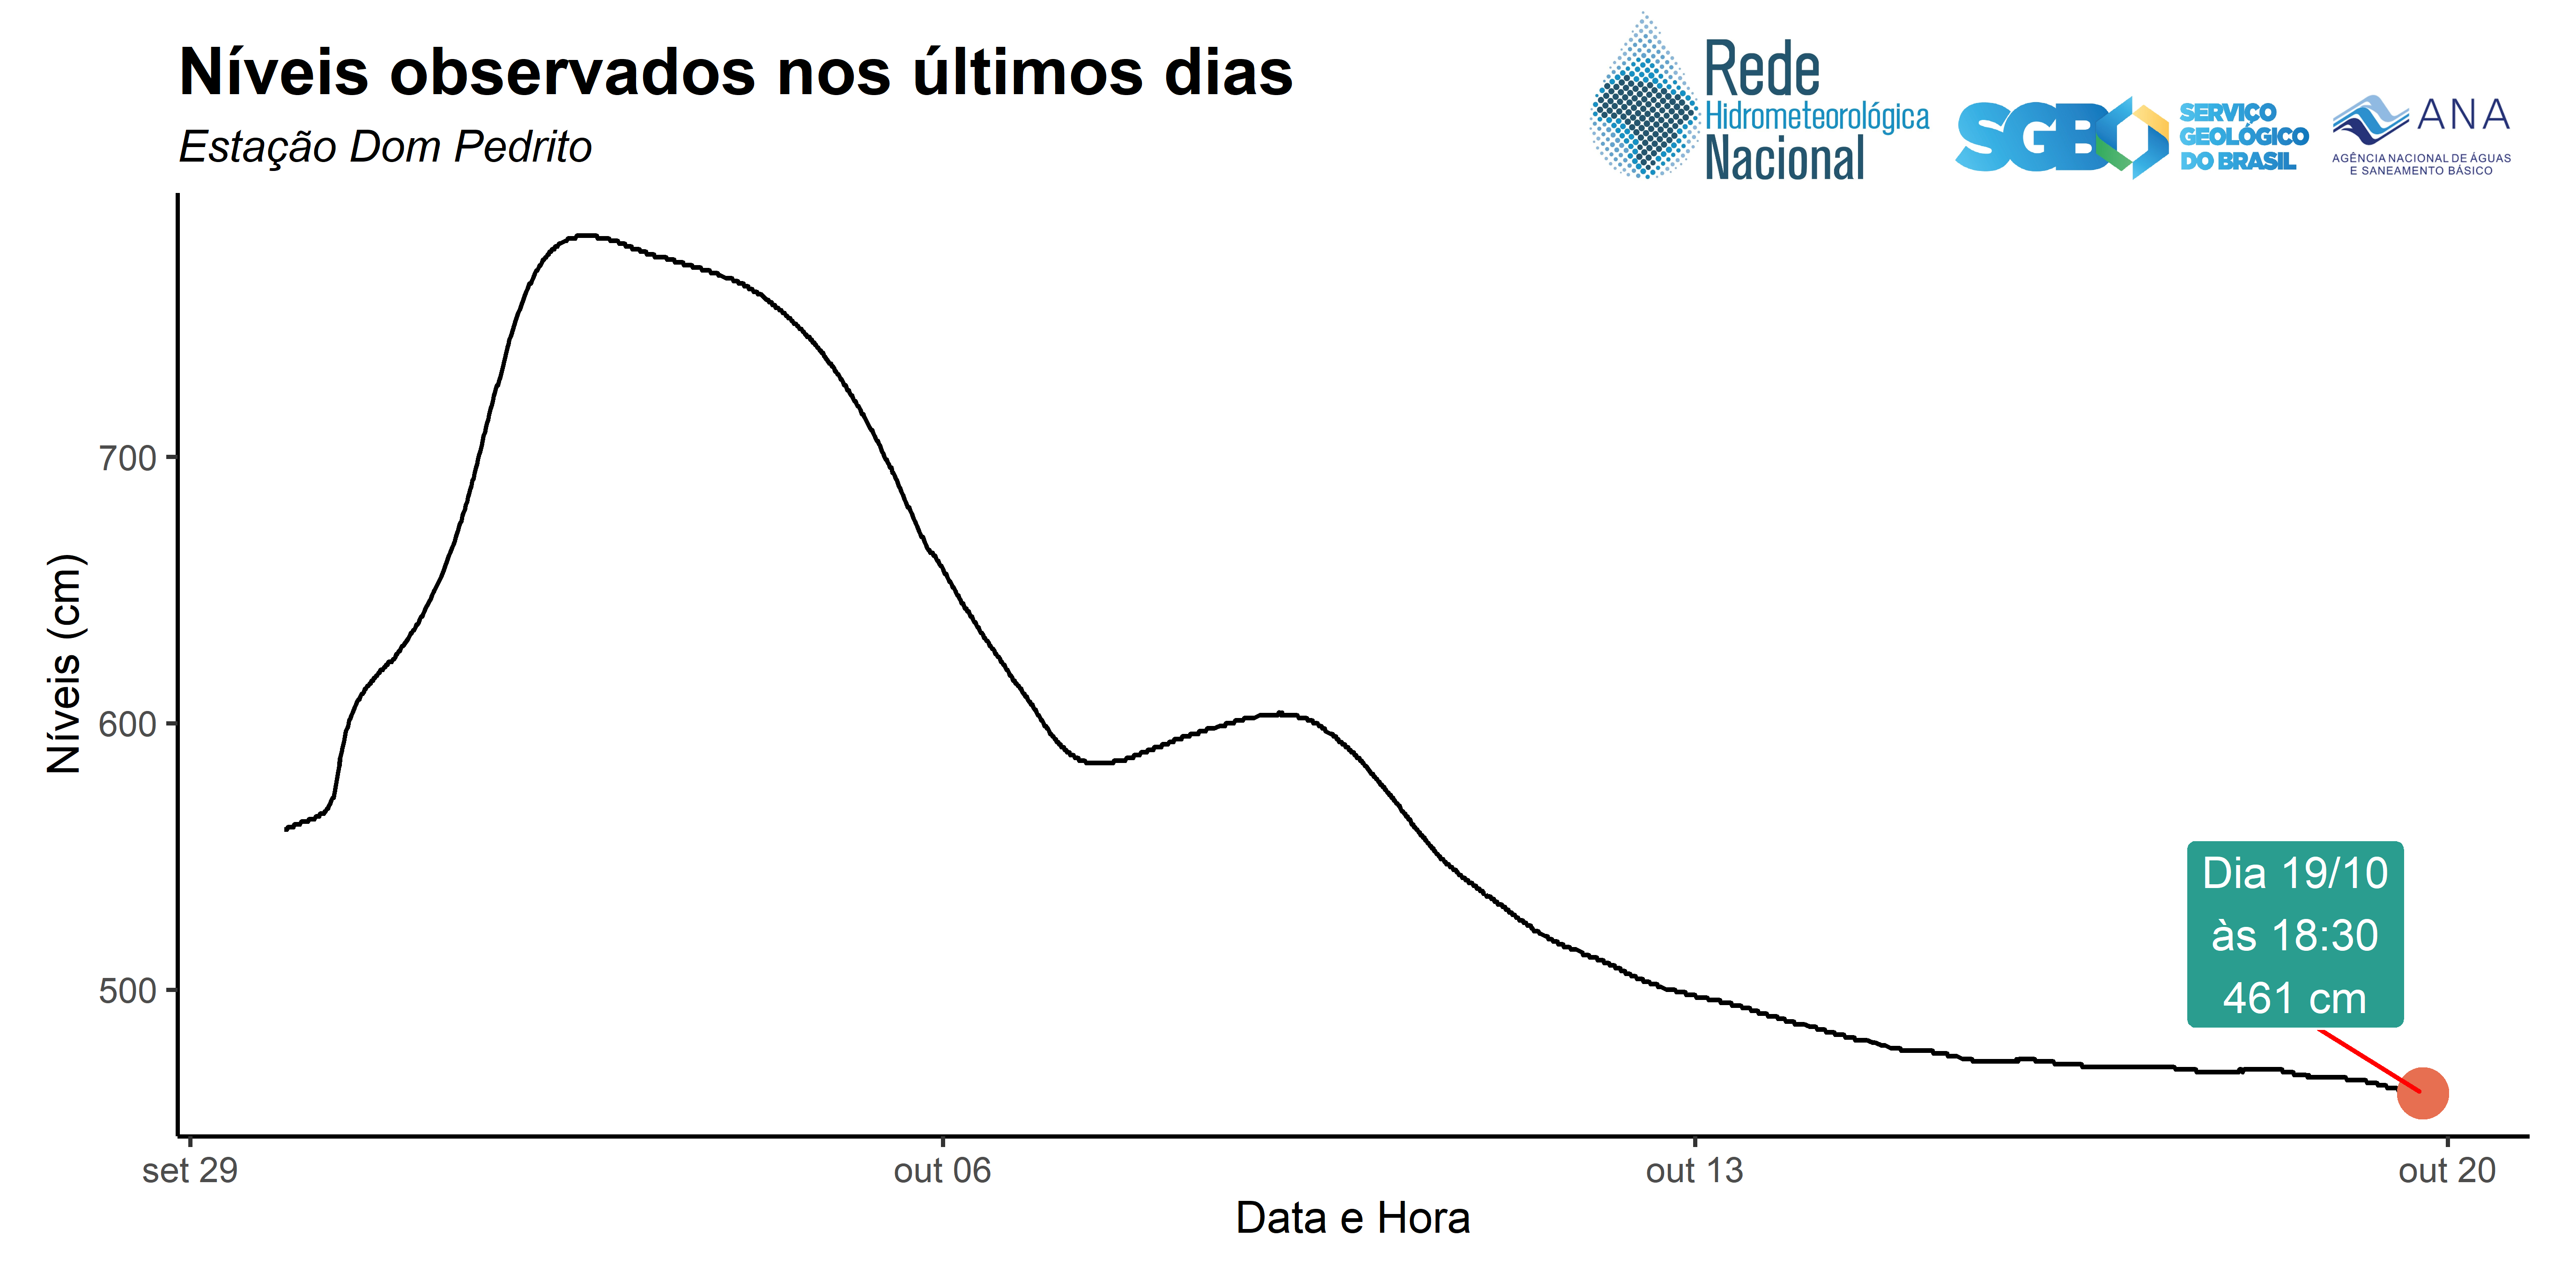 Níveis observados nos últimos dias
Estação Dom Pedrito
Rede
Hidrometeorológica
Nacional
SGB
SERVIÇO
GEOLÓGICO
DO BRASIL
ANA
AGÊNCIA NACIONAL DE ÁGUAS
E SANEAMENTO BÁSICO
Níveis (cm)
700
600
500
Dia 19/10
às 18:30
461 cm
set 29
out 06
out 13
out 20
Data e Hora